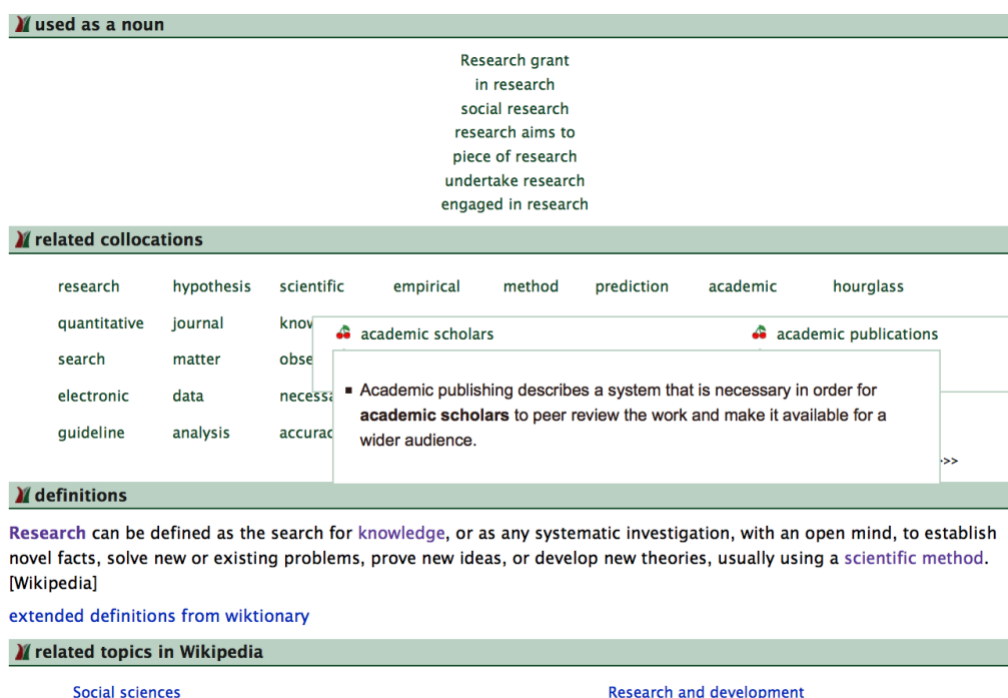 used as a noun
Research grant
in research
social research
research aims to
piece of research
undertake research
engaged in research
related collocations
research hypothesis scientific empirical method prediction academic hourglass
quantitative journal know
academic scholars academic publications
search matter obse
Academic publishing describes a system that is necessary in order for
electronic data necessa
academic scholars to peer review the work and make it available for a
guideline analysis accurac
wider audience.
>>
definitions
Research can be defined as the search for knowledge, or as any systematic investigation, with an open mind, to establish
novel facts, solve new or existing problems, prove new ideas, or develop new theories, usually using a scientific method.
[Wikipedia]
extended definitions from wiktionary
related topics in Wikipedia
Social sciences Research and development